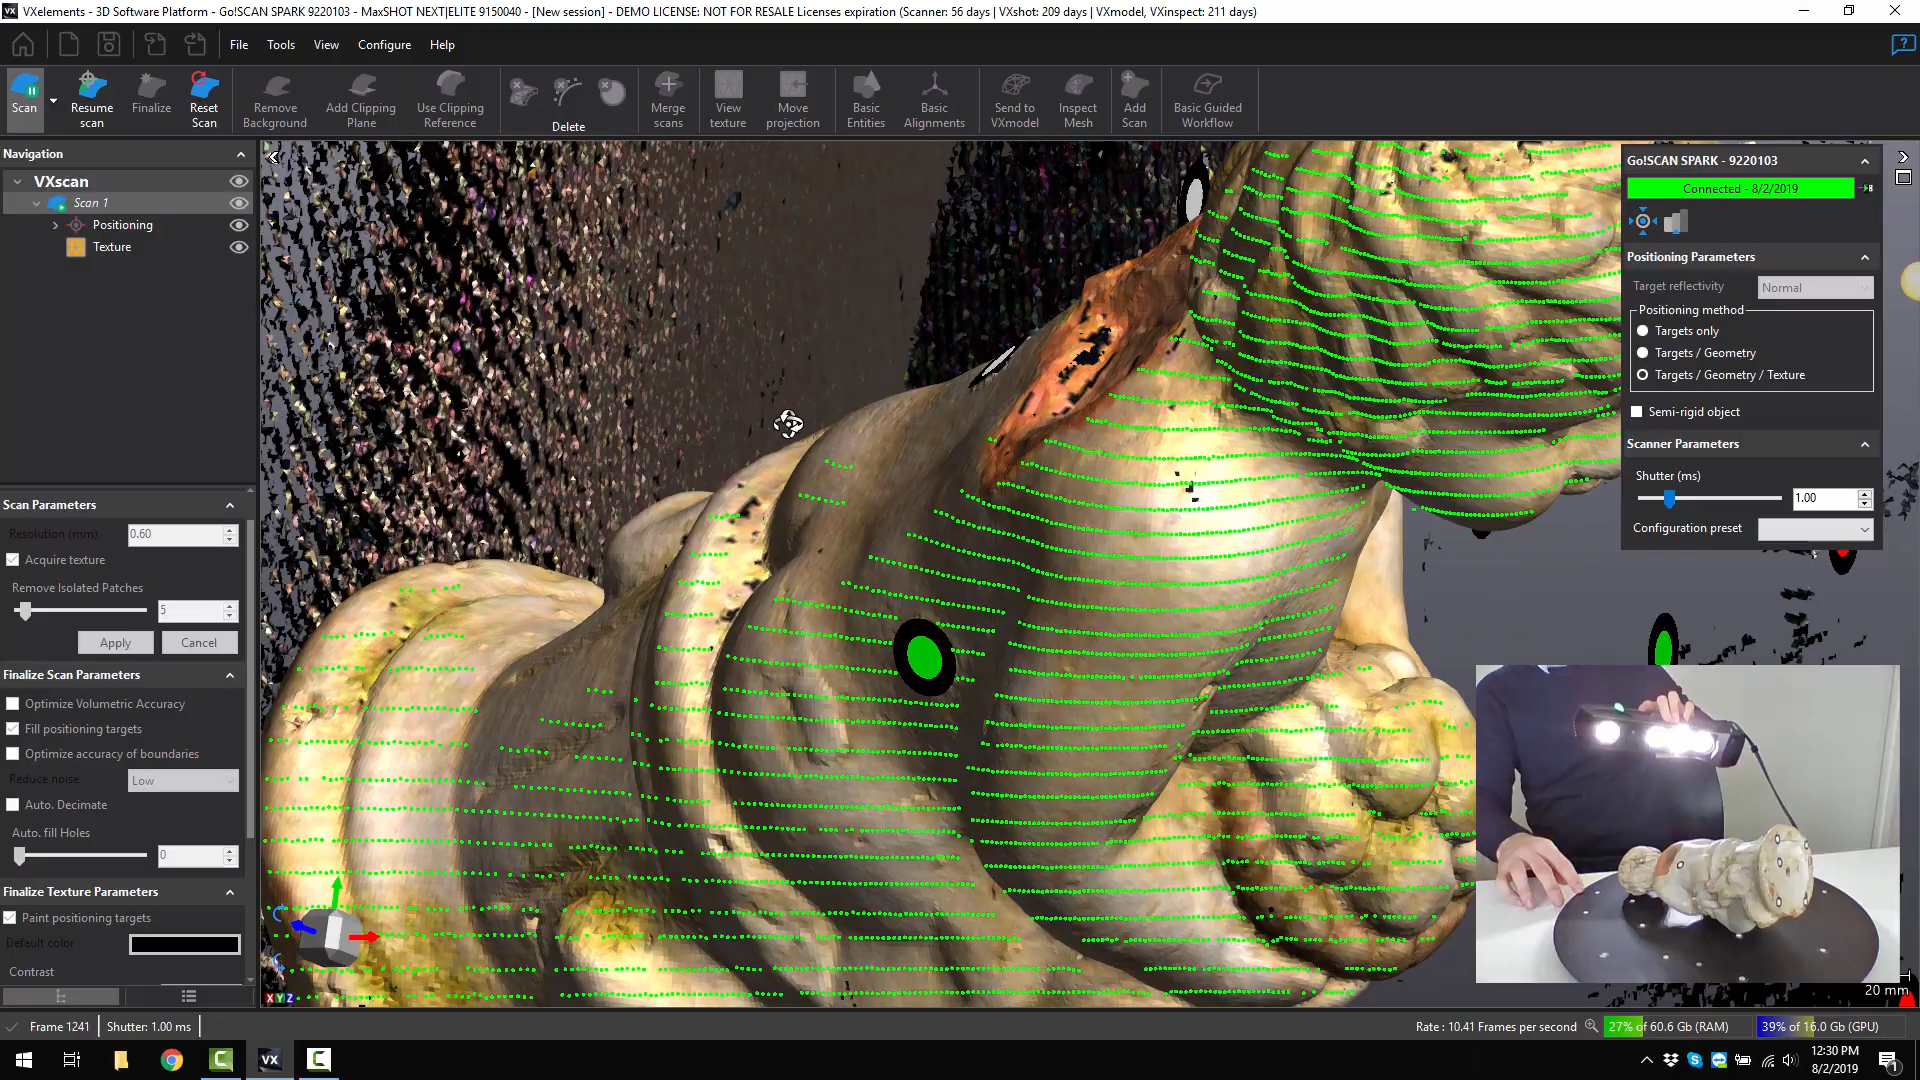 VXelements - 3D Software Platform - Go!SCAN SPARK 9220103 - MaxSHOT NEXT|ELITE 9150040 - [New session] - DEMO LICENSE: NOT FOR RESALE Licenses expiration (Scanner: 56 days | VXshot: 209 days | VXmodel, VXinspect: 211 days)
File Tools View Configure Help
Scan
Resume scan
Finalize
Reset Scan
Remove Background
Add Clipping Plane
Use Clipping Reference
Delete
Merge scans
View texture
Move projection
Basic Entities
Basic Alignments
Send to VXmodel
Inspect Mesh
Add Scan
Basic Guided Workflow
Navigation
VXscan
Scan 1
Positioning
Texture
Scan Parameters
Resolution (mm) 0.60
Acquire texture
Remove Isolated Patches
5
Apply Cancel
Finalize Scan Parameters
Optimize Volumetric Accuracy
Fill positioning targets
Optimize accuracy of boundaries
Reduce noise Low
Auto. Decimate
Auto. fill Holes
0
Finalize Texture Parameters
Paint positioning targets
Default color
Contrast
XYZ
Go!SCAN SPARK - 9220103
Connected - 8/2/2019
Positioning Parameters
Target reflectivity Normal
Positioning method
Targets only
Targets / Geometry
Targets / Geometry / Texture
Semi-rigid object
Scanner Parameters
Shutter (ms)
1.00
Configuration preset
20 mm
Frame 1241 Shutter: 1.00 ms
Rate : 10.41 Frames per second 27% of 60.6 Gb (RAM) 39% of 16.0 Gb (GPU)
VX
12:30 PM
8/2/2019
1